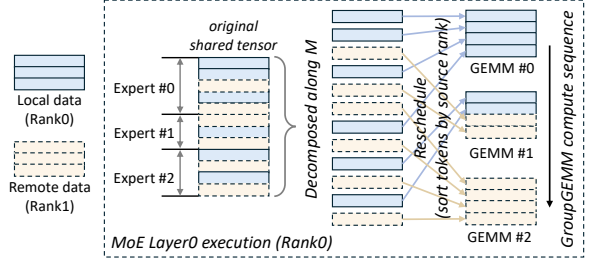 original
shared tensor
Local data
(Rank0)
Remote data
(Rank1)
Expert #0
Expert #1
Expert #2
Decomposed along M
Reschedule
(sort tokens by source rank)
GEMM #0
GEMM #1
GEMM #2
GroupGEMM compute sequence
MoE Layer0 execution (Rank0)